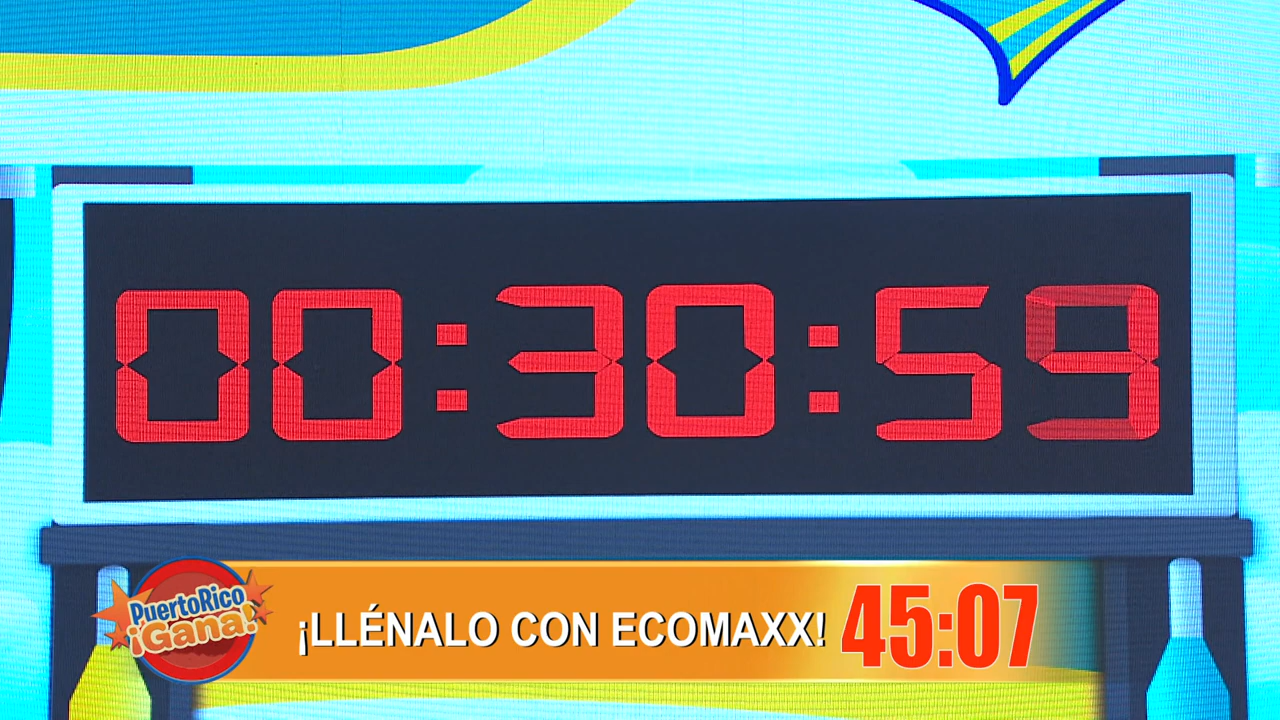 00:30:59
PuertoRico
¡Gana!
¡LLÉNALO CON ECOMAXX!
45:07